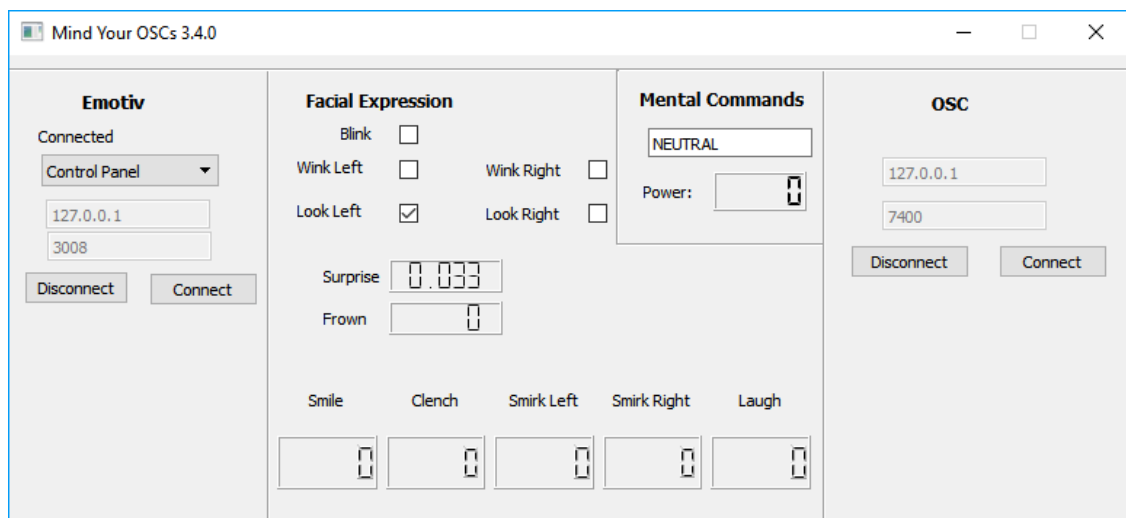 Mind Your OSCs 3.4.0
Emotiv
Connected
Control Panel
127.0.0.1
3008
Disconnect Connect
Facial Expression
Blink
Wink Left Wink Right
Look Left Look Right
Surprise 0.033
Frown 0
Smile Clench Smirk Left Smirk Right Laugh
0 0 0 0 0
Mental Commands
NEUTRAL
Power: 0
OSC
127.0.0.1
7400
Disconnect Connect